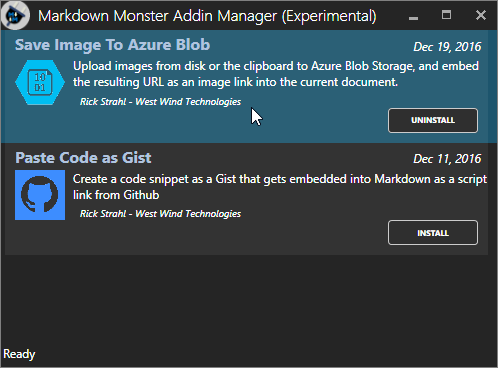 Markdown Monster Addin Manager (Experimental)
Save Image To Azure Blob
Dec 19, 2016
Upload images from disk or the clipboard to Azure Blob Storage, and embed
the resulting URL as an image link into the current document.
Rick Strahl - West Wind Technologies
UNINSTALL
Paste Code as Gist
Dec 11, 2016
Create a code snippet as a Gist that gets embedded into Markdown as a script
link from Github
Rick Strahl - West Wind Technologies
INSTALL
Ready